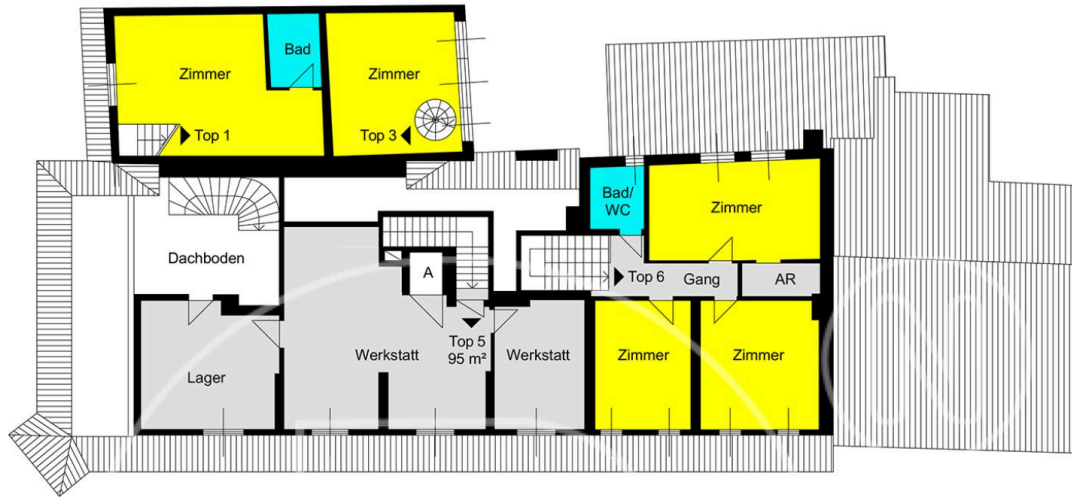 Zimmer
Bad
Zimmer
Top 1
Top 3
Bad/
WC
Zimmer
Dachboden
A
Top 6
Gang
AR
Top 5
95 m²
Lager
Werkstatt
Werkstatt
Zimmer
Zimmer